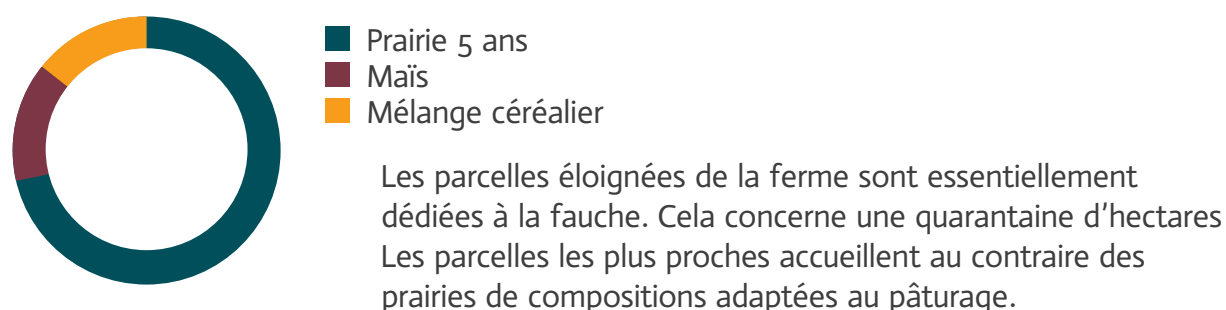 Prairie 5 ans
Maïs
Mélange céréalier
Les parcelles éloignées de la ferme sont essentiellement
dédiées à la fauche. Cela concerne une quarantaine d’hectares
Les parcelles les plus proches accueillent au contraire des
prairies de compositions adaptées au pâturage.